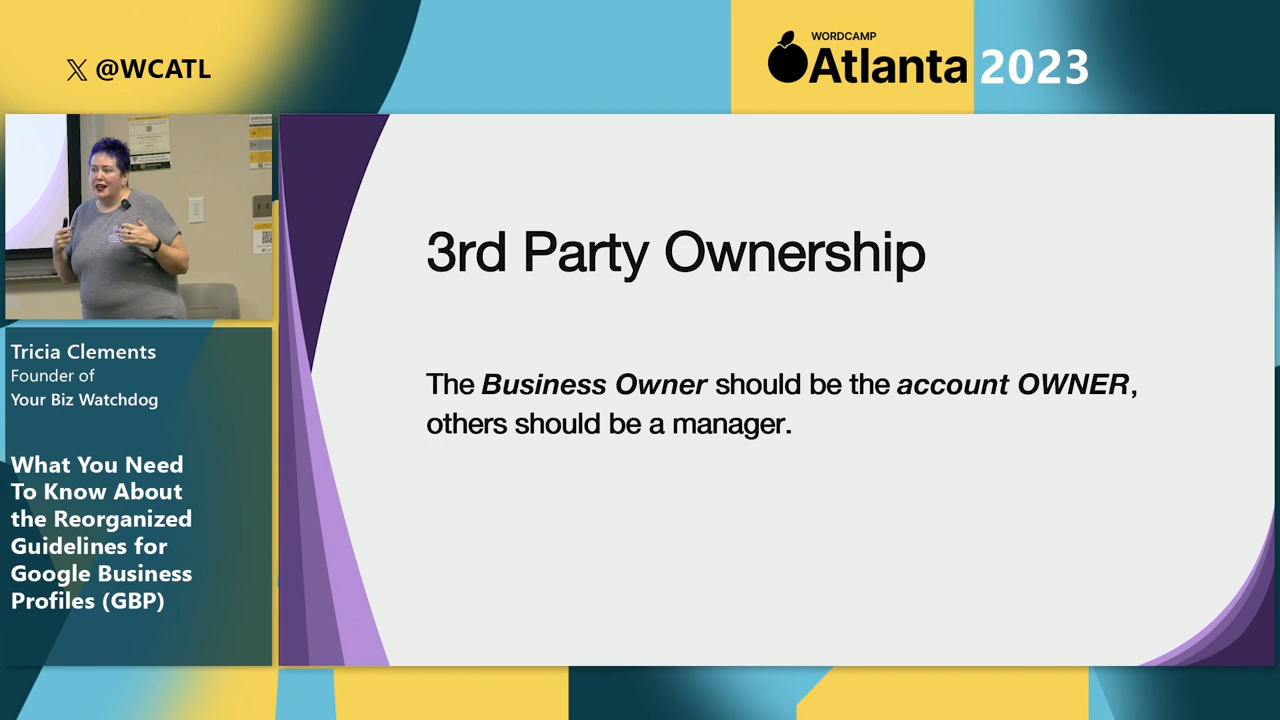 𝕏 @WCATL
WORDCAMP
Atlanta 2023
3rd Party Ownership
The Business Owner should be the account OWNER,
others should be a manager.
Tricia Clements
Founder of
Your Biz Watchdog
What You Need
To Know About
the Reorganized
Guidelines for
Google Business
Profiles (GBP)